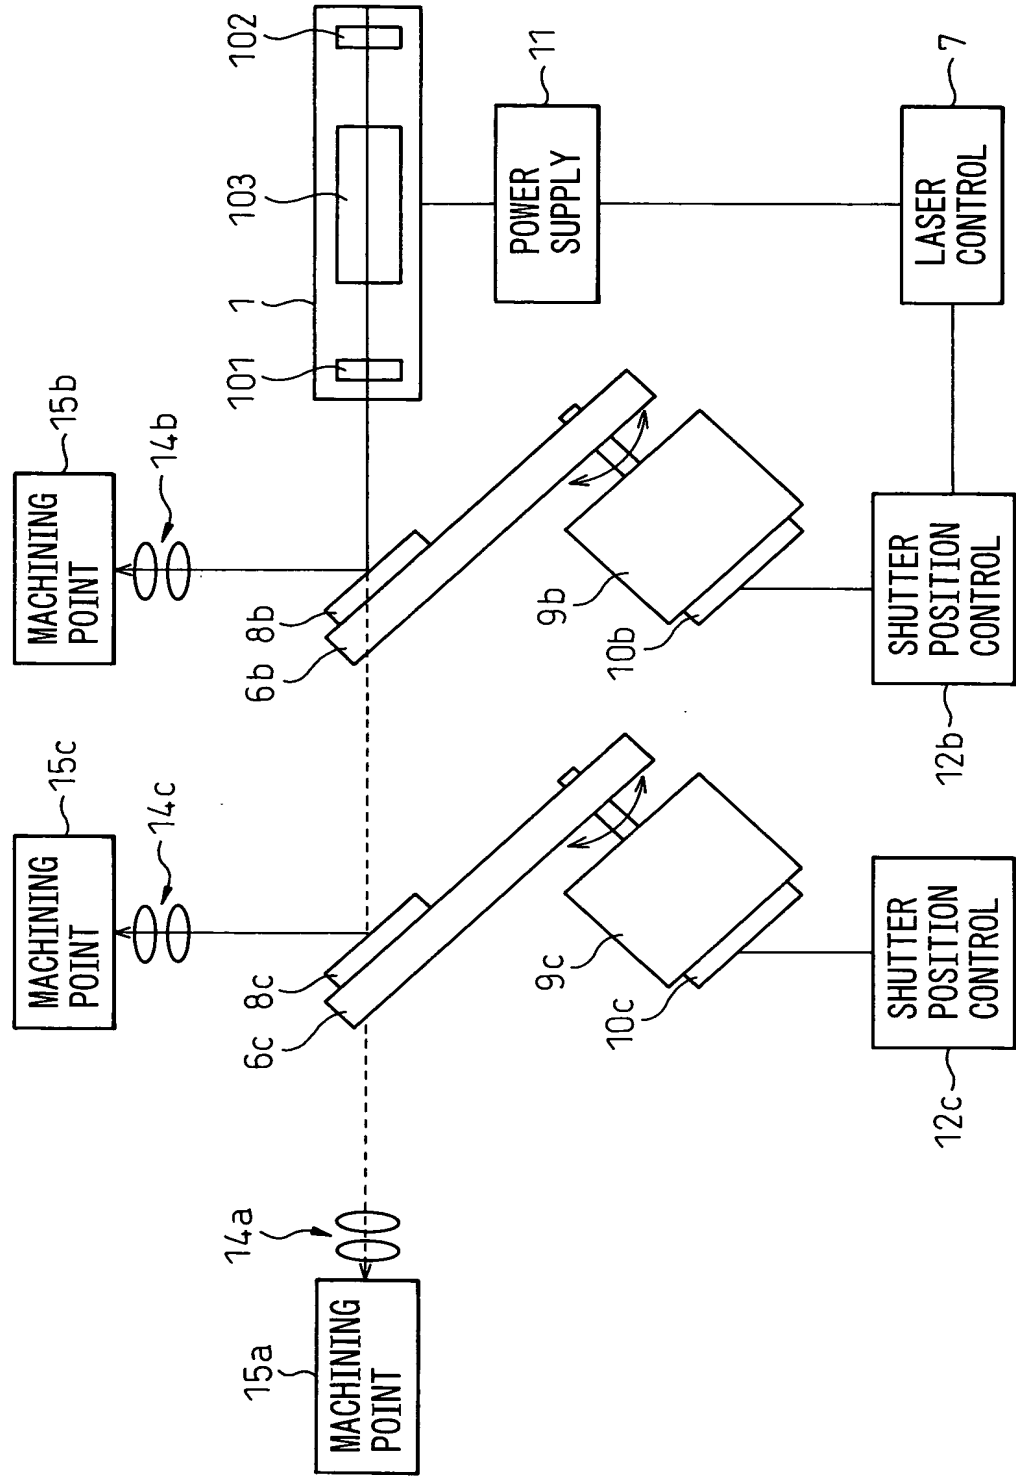 102
103
1
101
11
POWER
SUPPLY
7
LASER
CONTROL
15b
MACHINING
POINT
14b
8b
6b
9b
10b
SHUTTER
POSITION
CONTROL
12b
15c
MACHINING
POINT
14c
8c
6c
9c
10c
SHUTTER
POSITION
CONTROL
12c
14a
15a
MACHINING
POINT